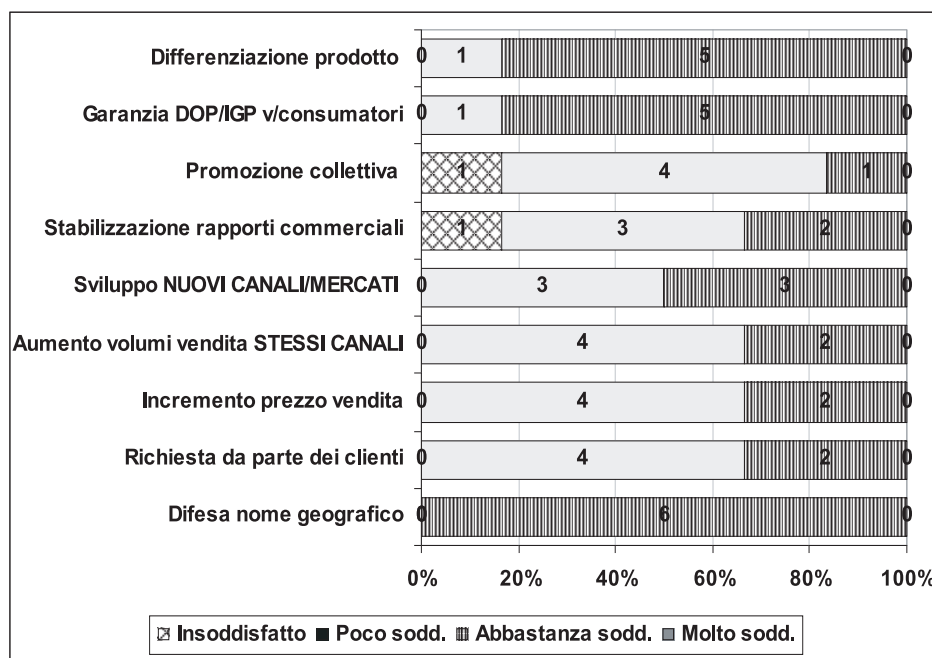 Differenziazione prodotto 0 1 5 0
Garanzia DOP/IGP v/consumatori 0 1 5 0
Promozione collettiva 1 4 1 0
Stabilizzazione rapporti commerciali 1 3 2 0
Sviluppo NUOVI CANALI/MERCATI 0 3 3 0
Aumento volumi vendita STESSI CANALI 0 4 2 0
Incremento prezzo vendita 0 4 2 0
Richiesta da parte dei clienti 0 4 2 0
Difesa nome geografico 0 6 0
0% 20% 40% 60% 80% 100%
Insoddisfatto Poco sodd. Abbastanza sodd. Molto sodd.